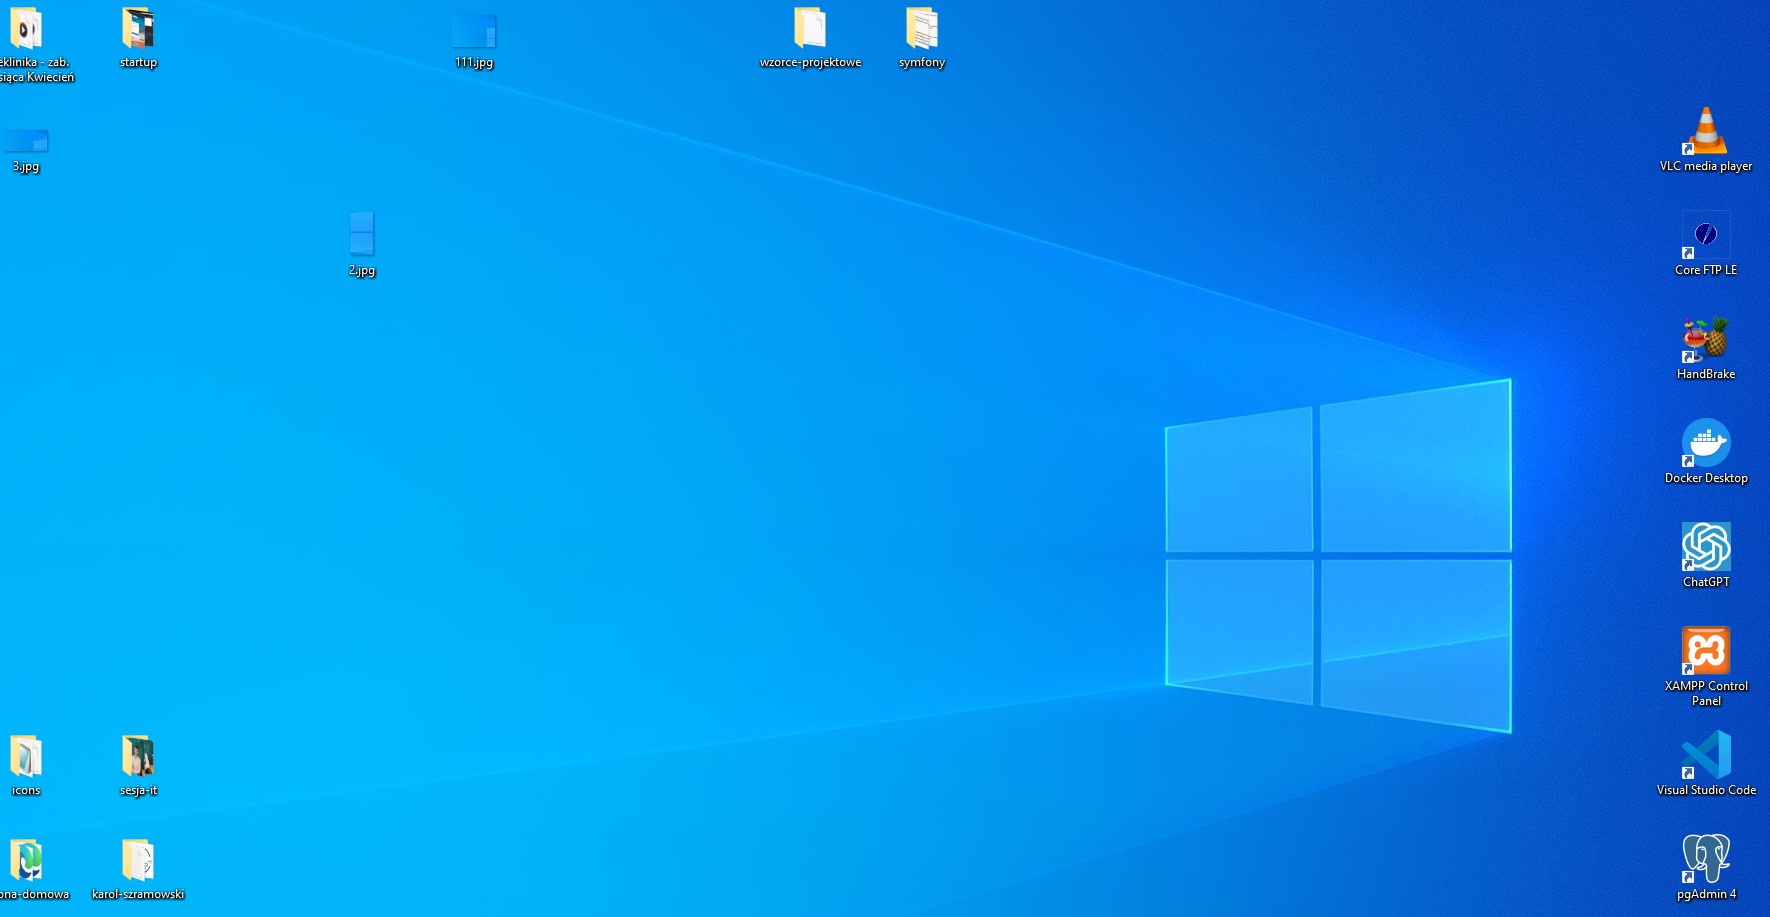 eklinika - zab.
siąca Kwiecień
startup
111.jpg
wzorce-projektowe
symfony
3.jpg
VLC media player
2.jpg
Core FTP LE
HandBrake
Docker Desktop
ChatGPT
XAMPP Control
Panel
icons
sesja-it
Visual Studio Code
ona-domowa
karol-szramowski
pgAdmin 4